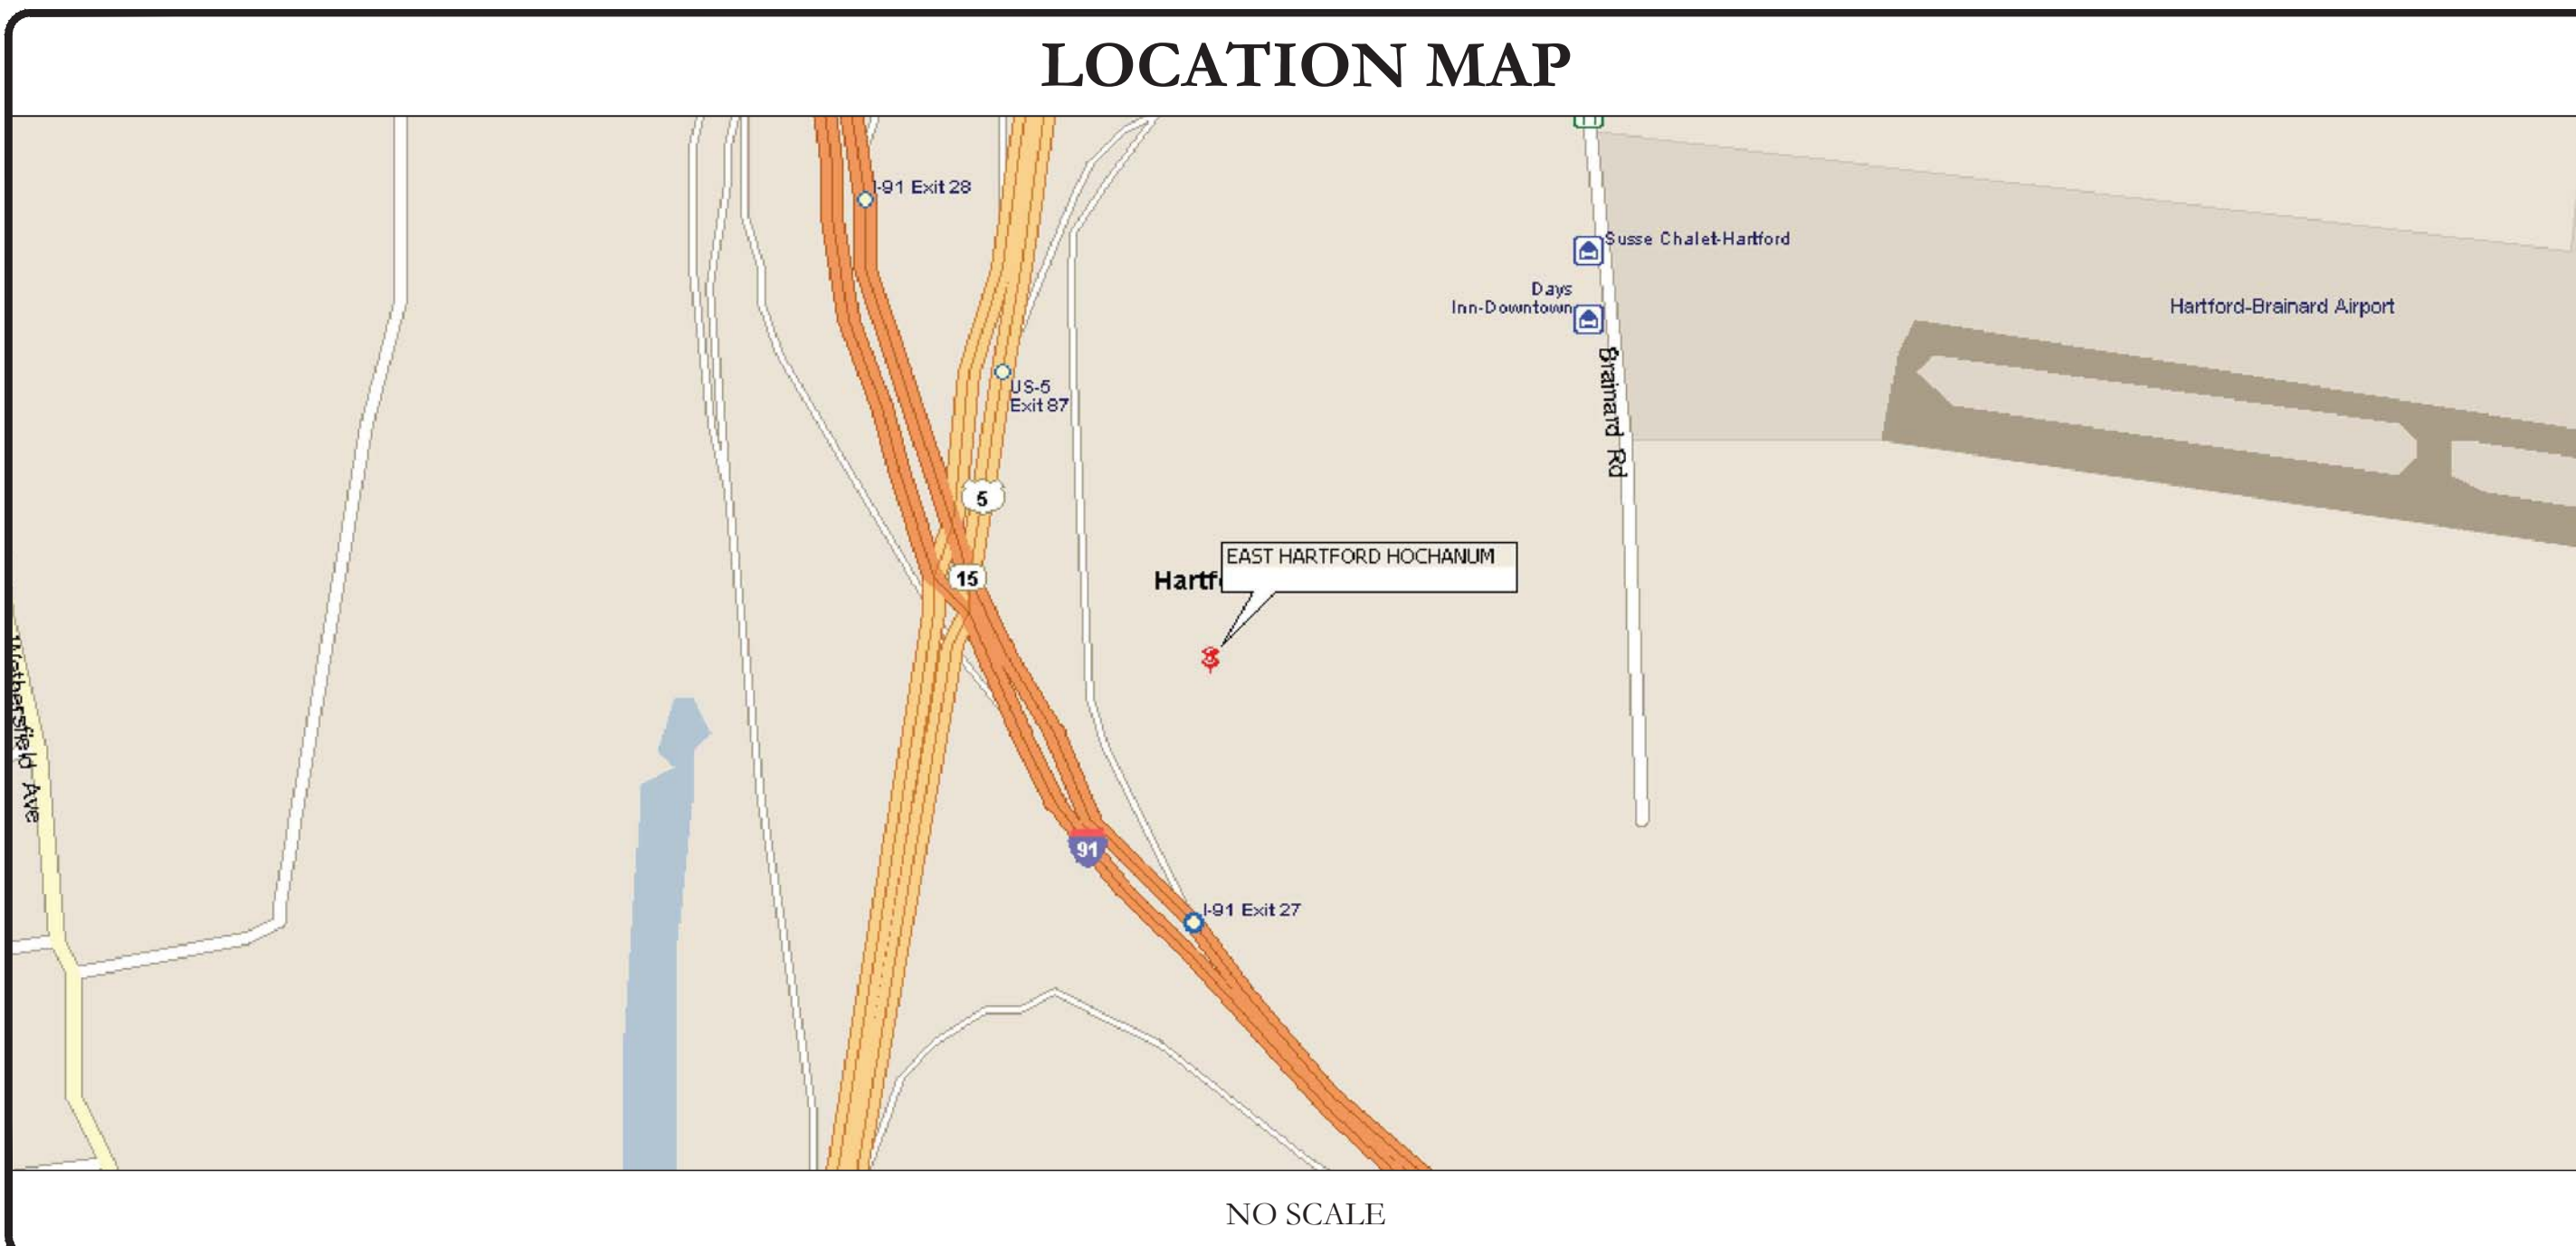 LOCATION MAP
I-91 Exit 28
Susse Chalet-Hartford
Days
Inn-Downtown
Hartford-Brainard Airport
Brainard Rd
US-5
Exit 87
5
EAST HARTFORD HOCHANUM
15
Hartf
Wethersfield Ave
91
I-91 Exit 27
NO SCALE